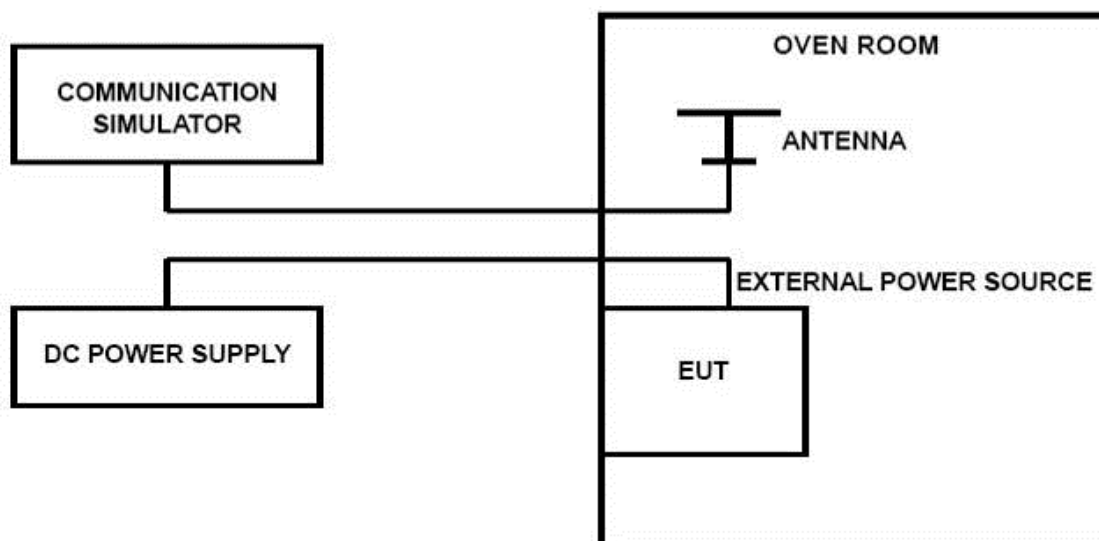 OVEN ROOM
COMMUNICATION
SIMULATOR
ANTENNA
EXTERNAL POWER SOURCE
DC POWER SUPPLY
EUT